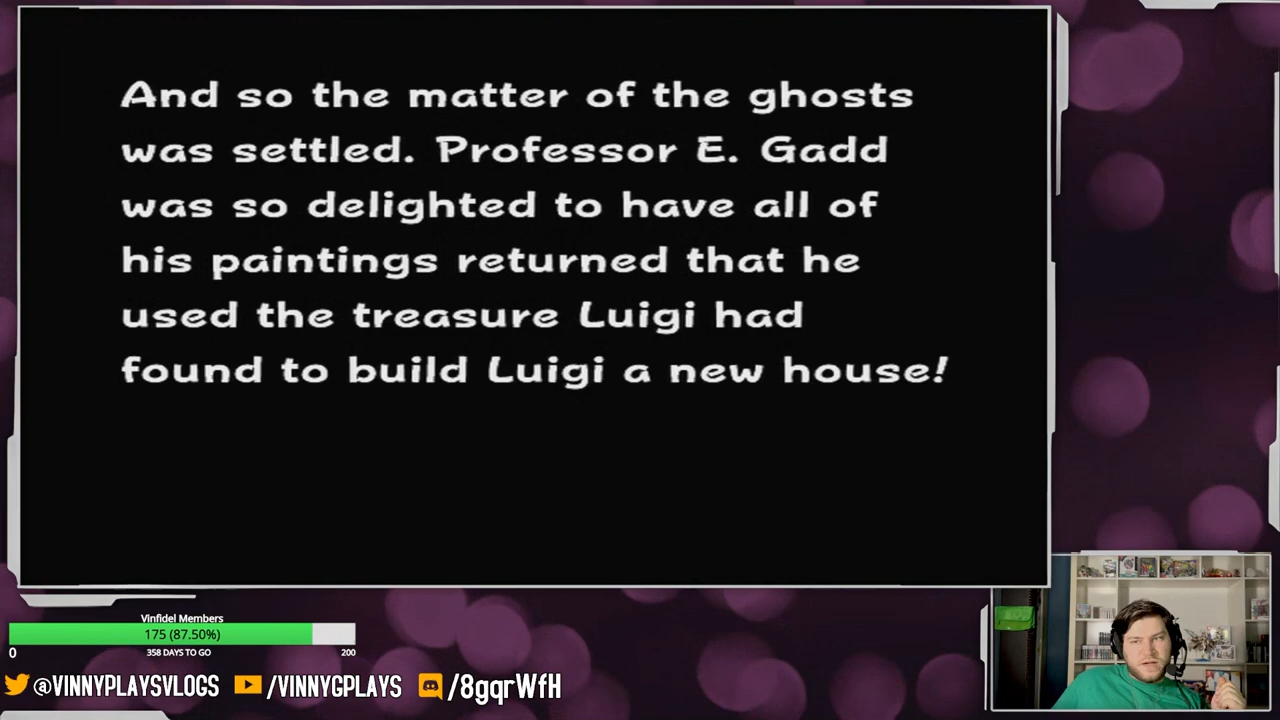 And so the matter of the ghosts
was settled. Professor E. Gadd
was so delighted to have all of
his paintings returned that he
used the treasure Luigi had
found to build Luigi a new house!
Vinfidel Members
175 (87.50%)
0 358 DAYS TO GO 200
@VINNYPLAYSVLOGS /VINNYGPLAYS /8gqrWfH